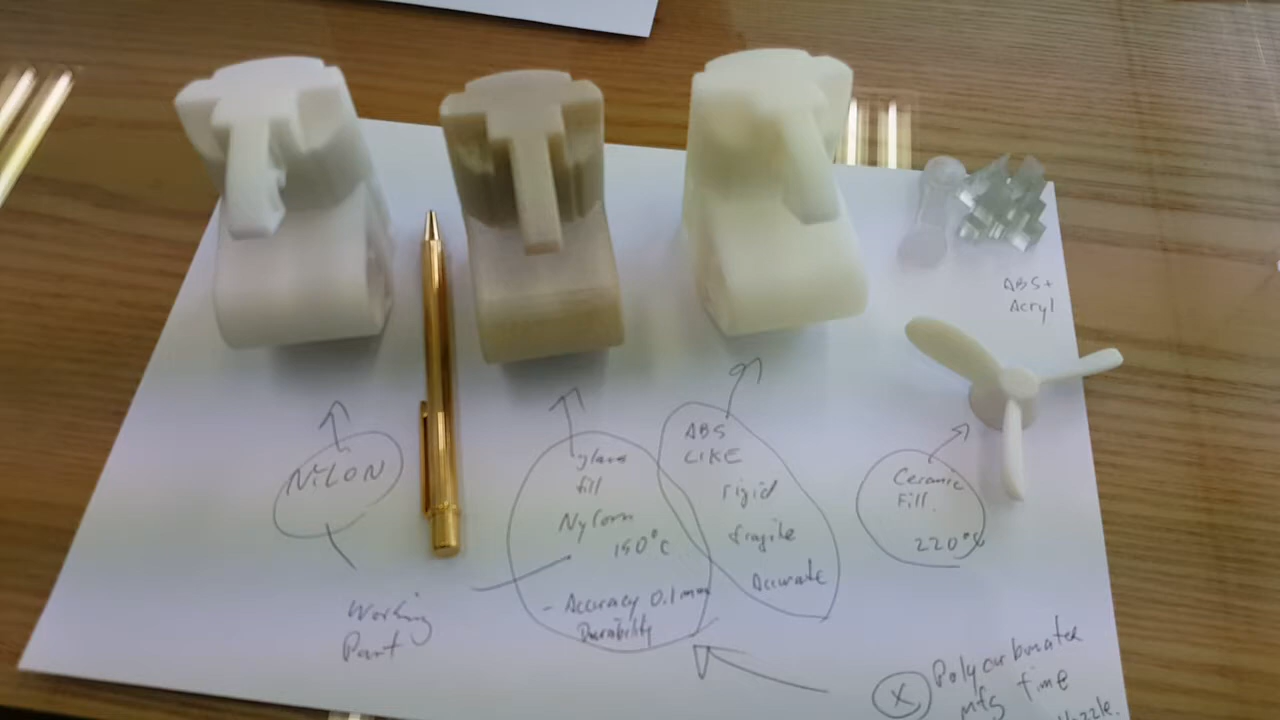 ABS+
Acryl
NiLON
Working
Part
glass
fill
Nylon
150°C
- Accuracy 0.1mm
Durability
ABS
LIKE
rigid
fragile
Accurate
Ceramic
Fill.
220°C
X
Polycarbonate
mfg time
Nozzle.